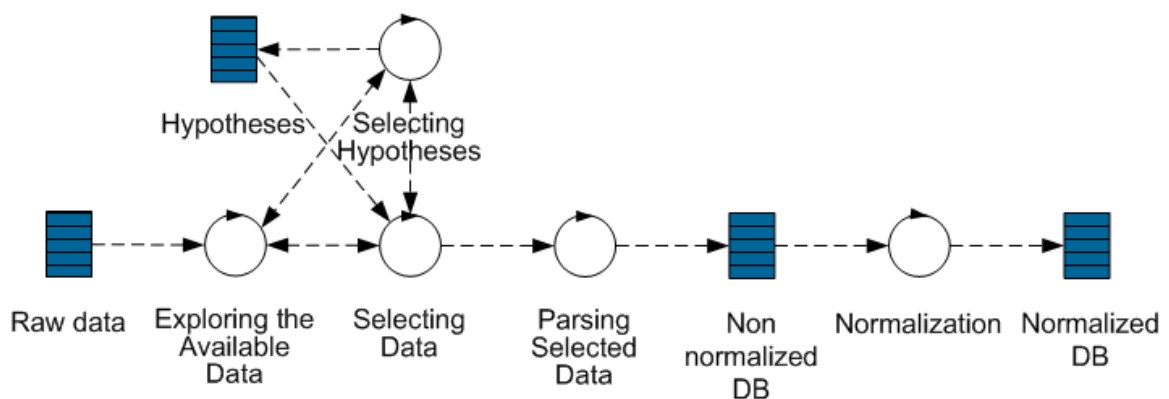 Hypotheses
Selecting
Hypotheses
Raw data
Exploring the
Available
Data
Selecting
Data
Parsing
Selected
Data
Non
normalized
DB
Normalization
Normalized
DB